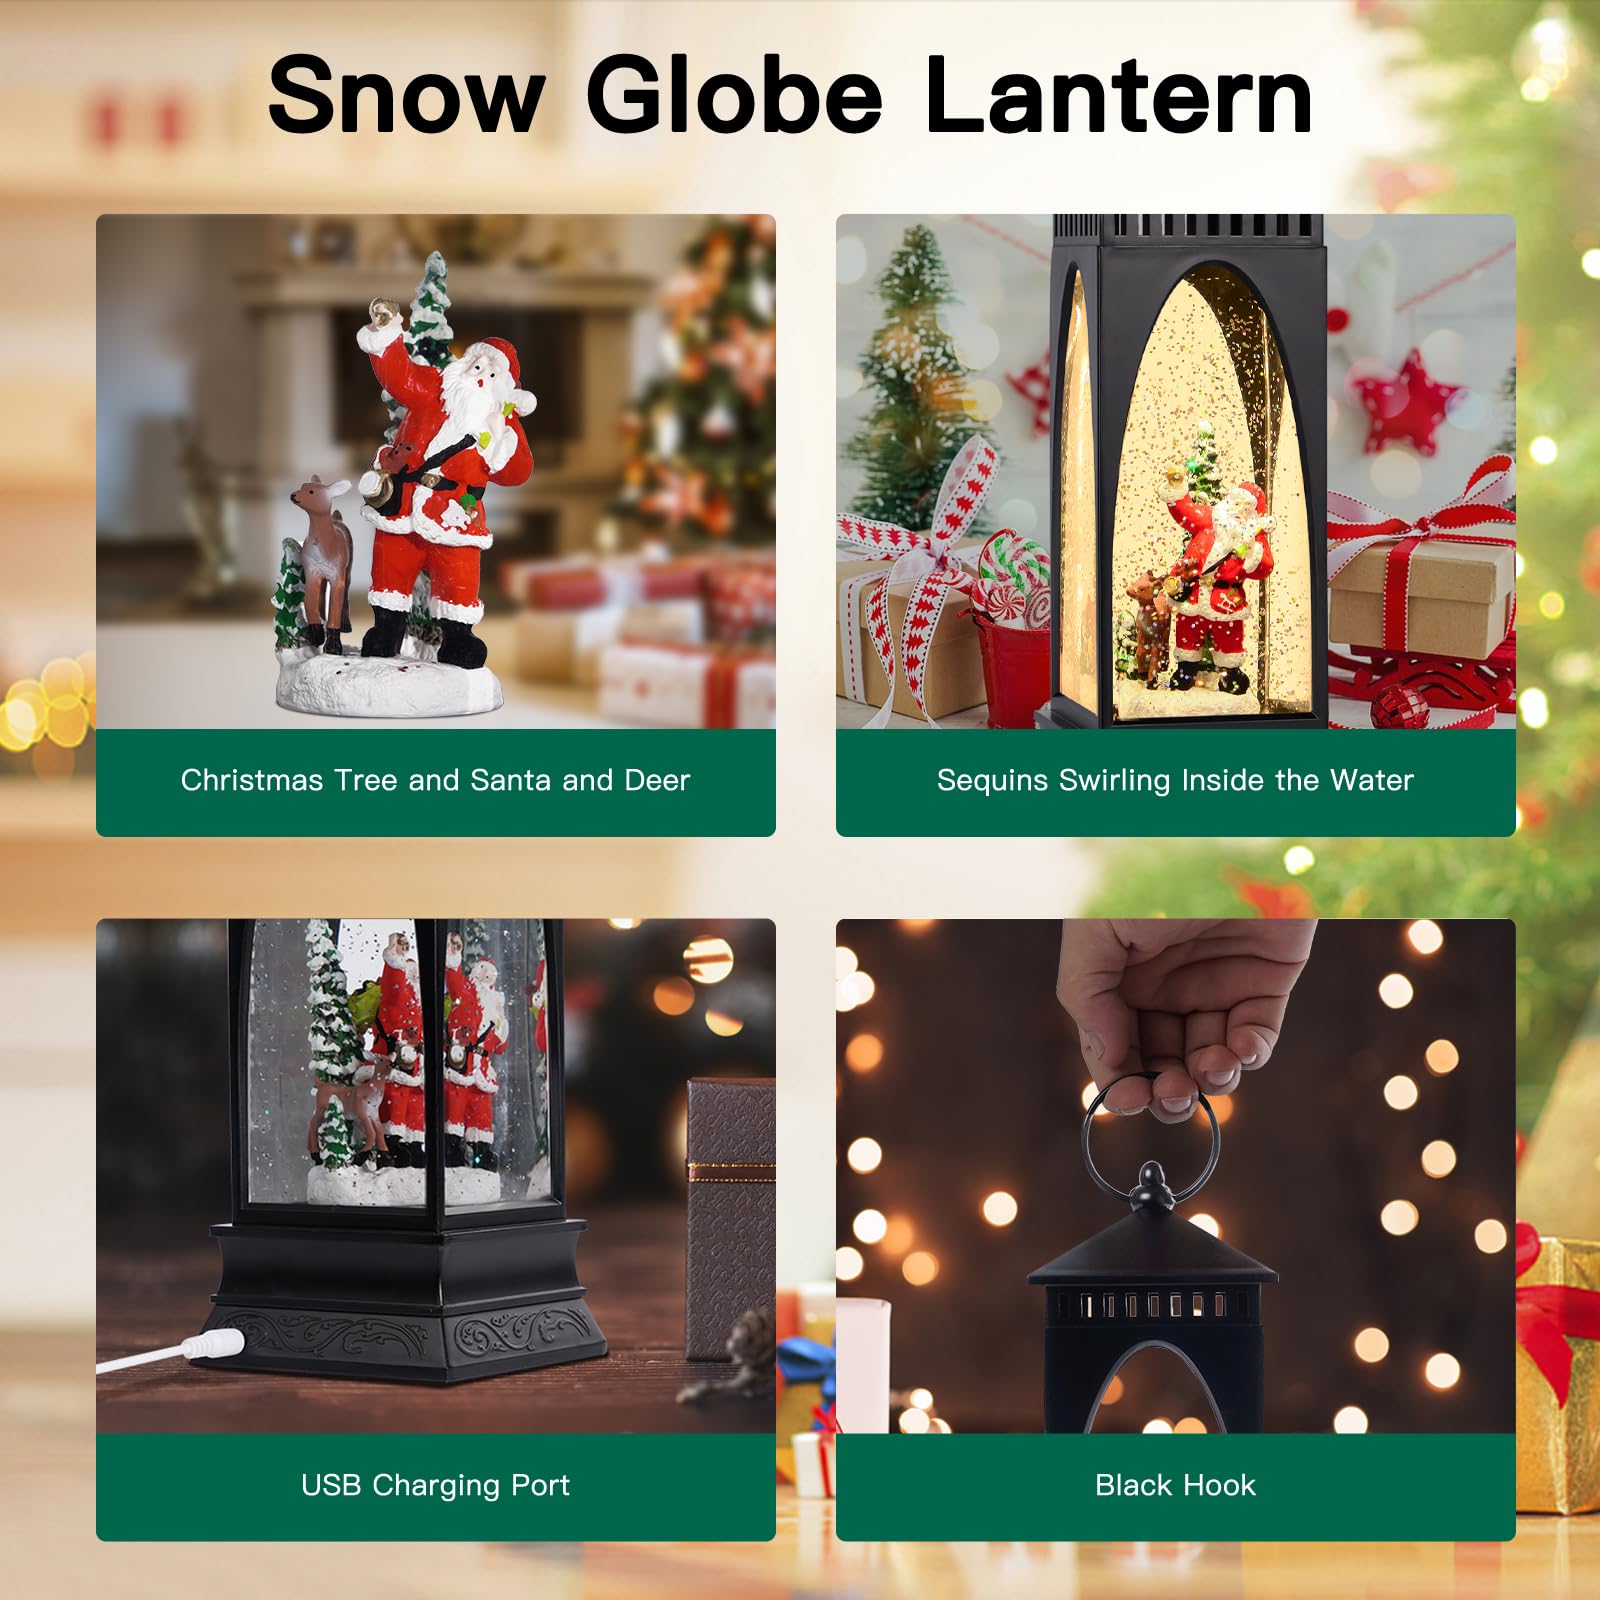 Snow Globe Lantern
Christmas Tree and Santa and Deer
Sequins Swirling Inside the Water
USB Charging Port
Black Hook